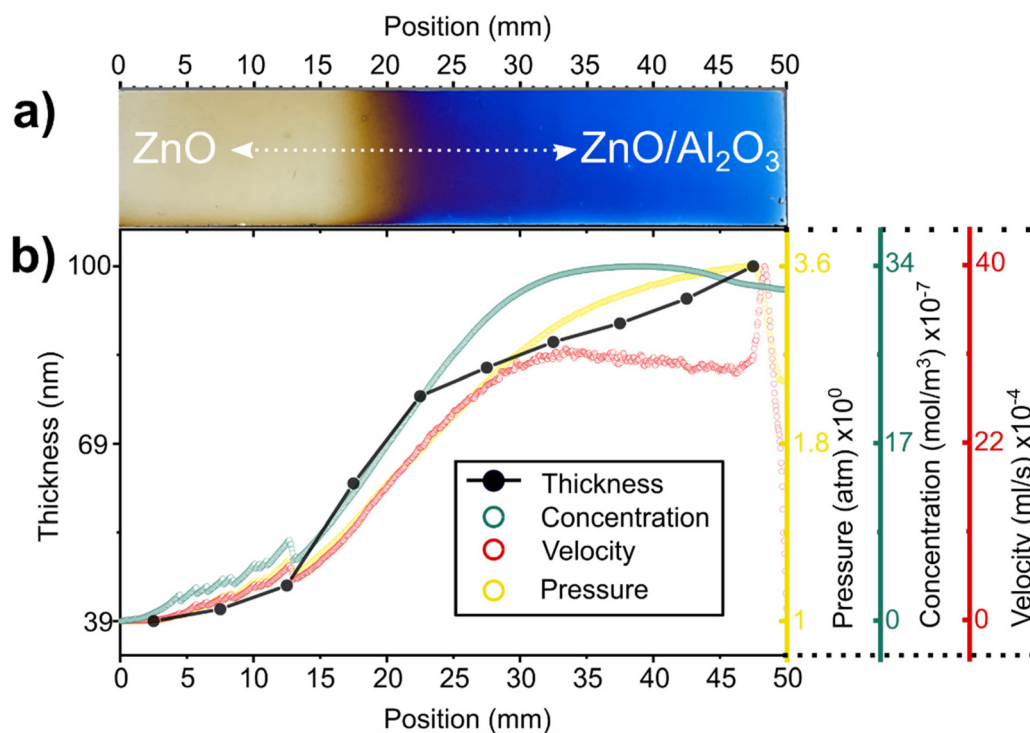 Position (mm)
0 5 10 15 20 25 30 35 40 45 50
a)
ZnO ZnO/Al₂O₃
b)
100
69
39
Thickness (nm)
Thickness
Concentration
Velocity
Pressure
0 5 10 15 20 25 30 35 40 45 50
Position (mm)
3.6
1.8
1
Pressure (atm) x10⁰
34
17
0
Concentration (mol/m³) x10⁻⁷
40
22
0
Velocity (ml/s) x10⁻⁴